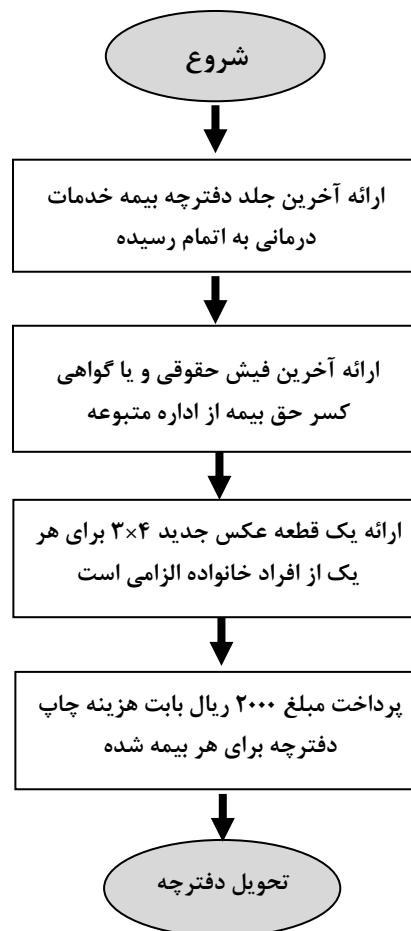 شروع
ارائه آخرین جلد دفترچه بیمه خدمات
درمانی به اتمام رسیده
ارائه آخرین فیش حقوقی و یا گواهی
کسر حق بیمه از اداره متبوعه
ارائه یک قطعه عکس جدید ۴×۳ برای هر
یک از افراد خانواده الزامی است
پرداخت مبلغ ۲۰۰۰ ریال بابت هزینه چاپ
دفترچه برای هر بیمه شده
تحویل دفترچه